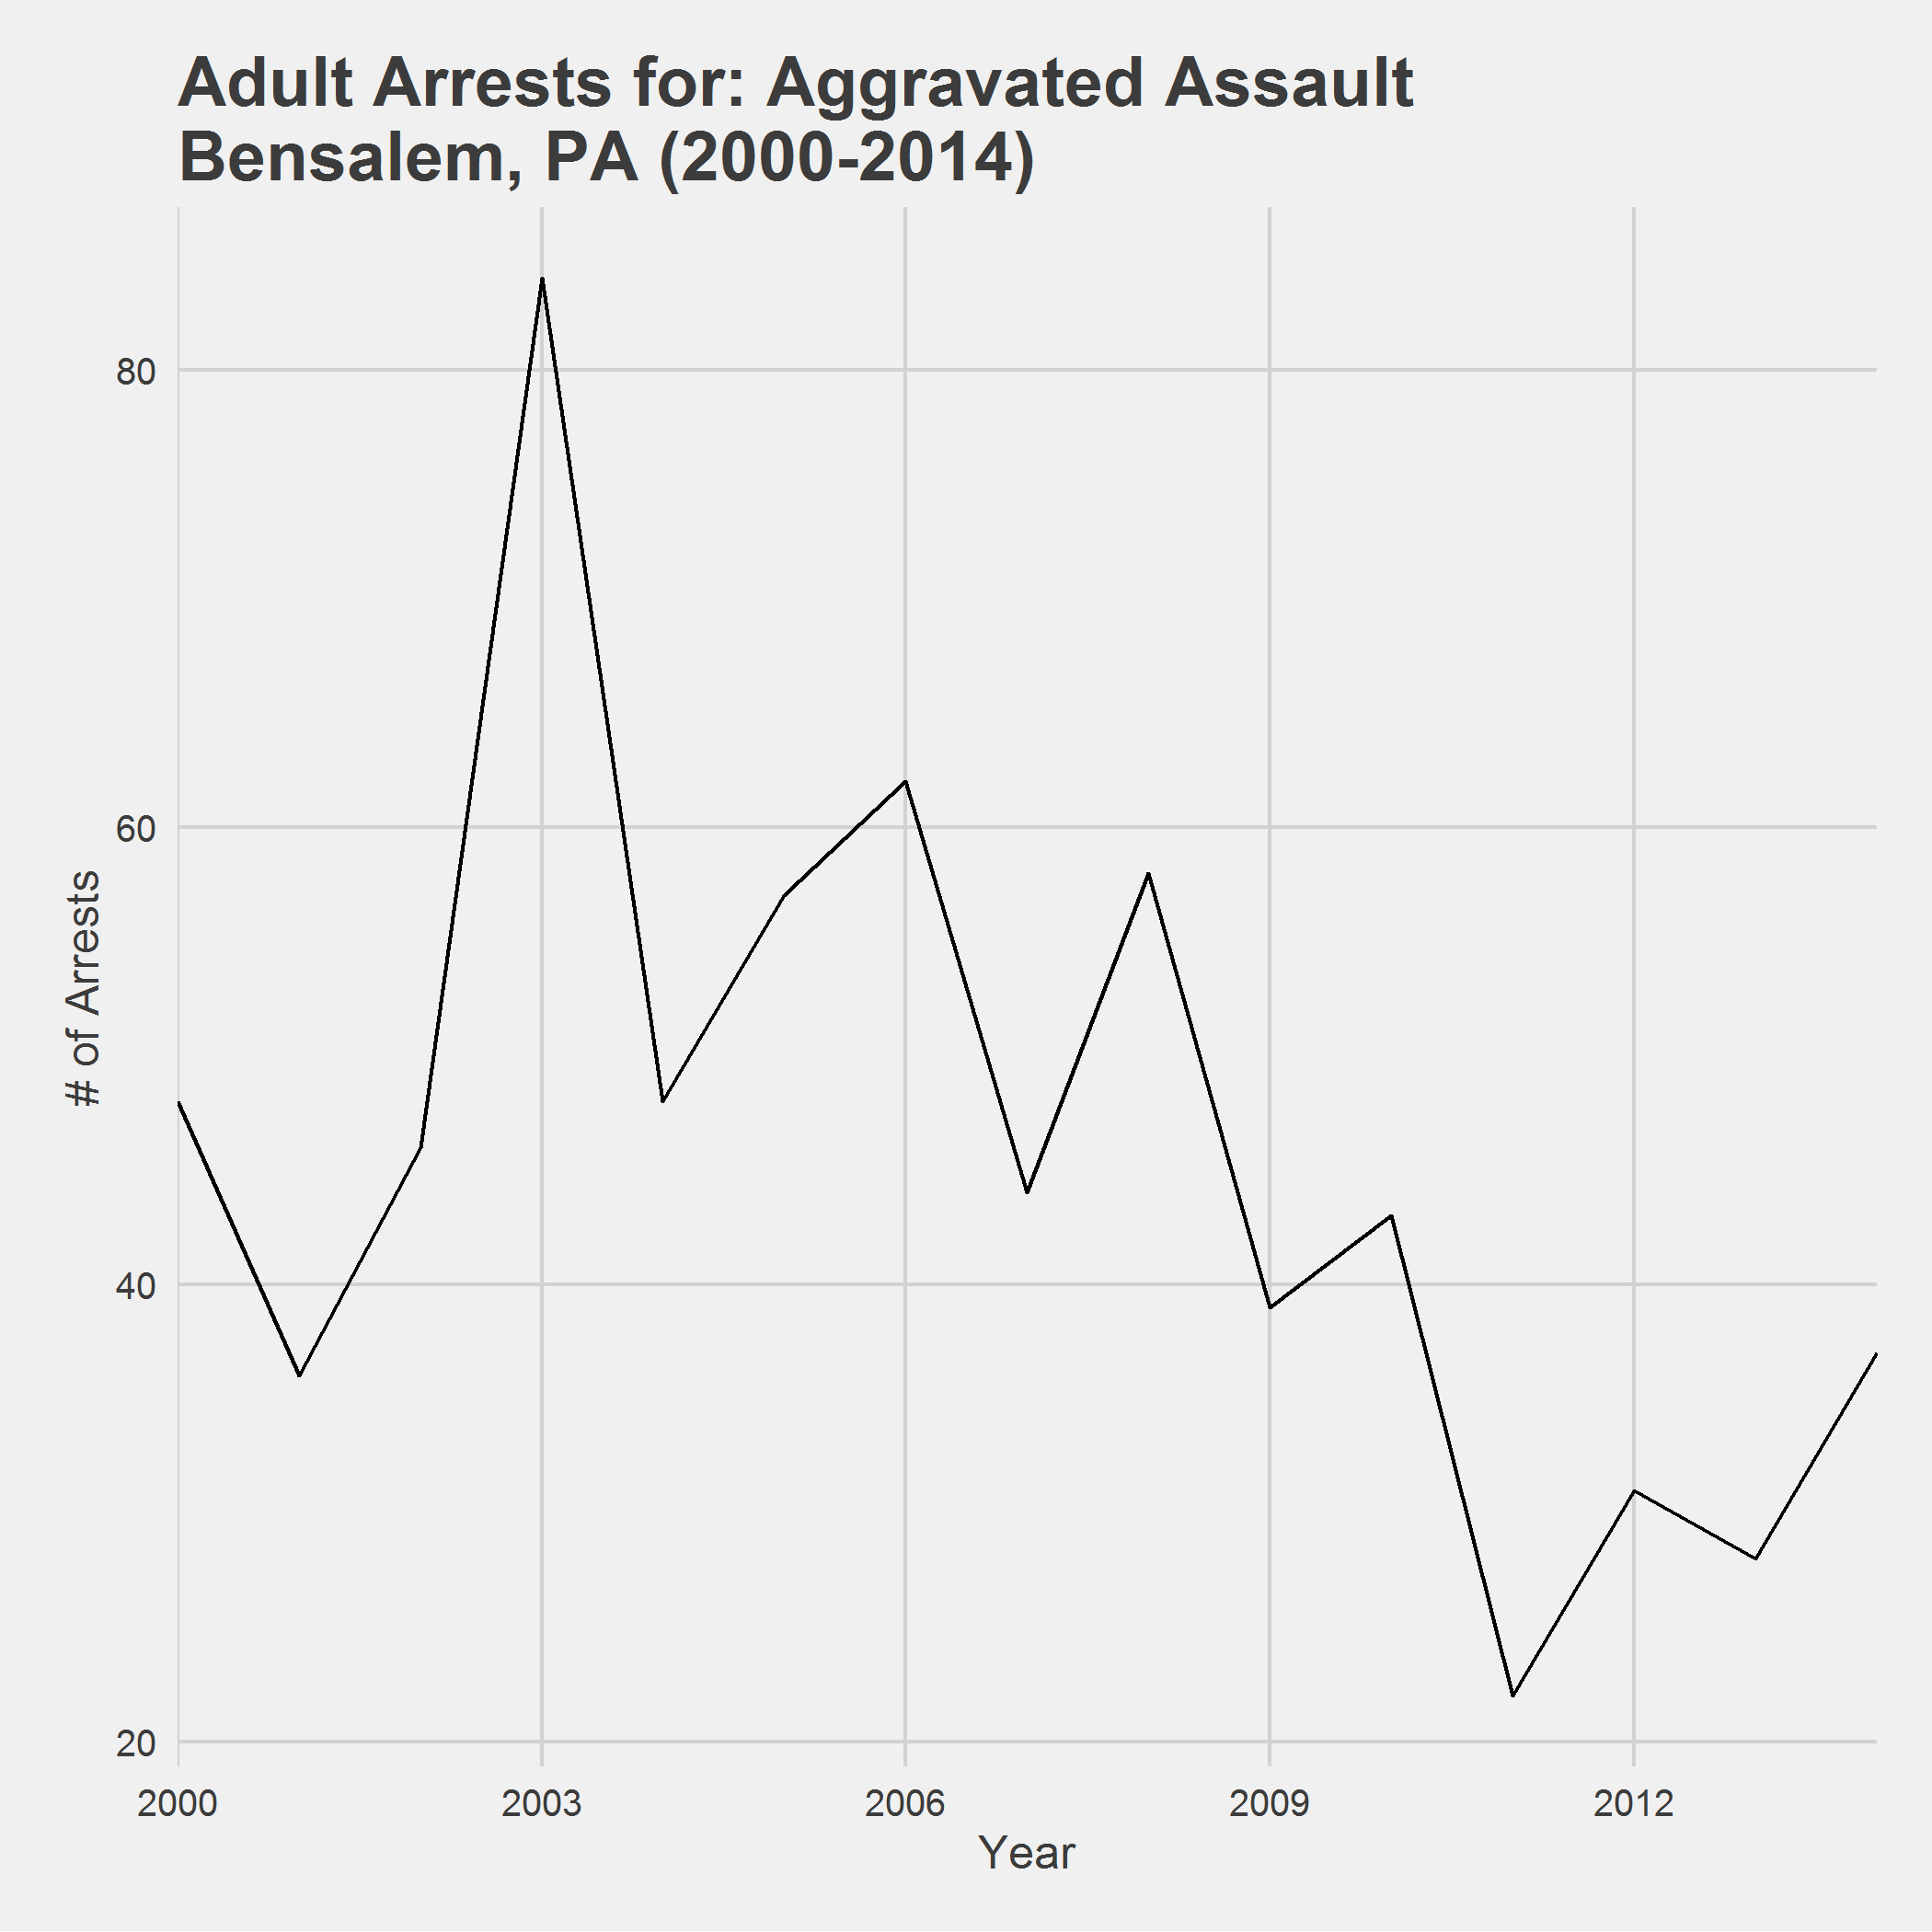 Adult Arrests for: Aggravated Assault
Bensalem, PA (2000-2014)
80
60
40
20
# of Arrests
2000 2003 2006 2009 2012
Year